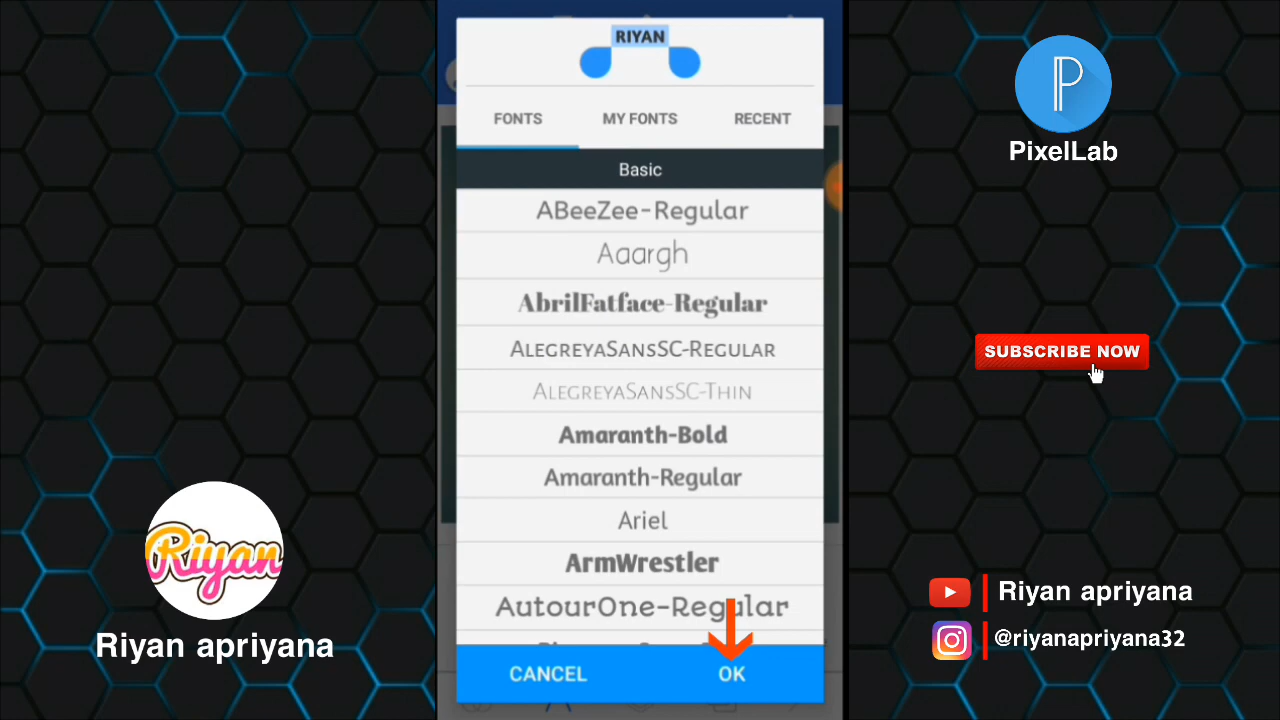 RIYAN
FONTS
MY FONTS
RECENT
Basic
ABeeZee-Regular
Aaargh
AbrilFatface-Regular
AlegreyaSansSC-Regular
AlegreyaSansSC-Thin
Amaranth-Bold
Amaranth-Regular
Ariel
ArmWrestler
AutourOne-Regular
CANCEL
OK
PixelLab
SUBSCRIBE NOW
Riyan
Riyan apriyana
Riyan apriyana
@riyanapriyana32